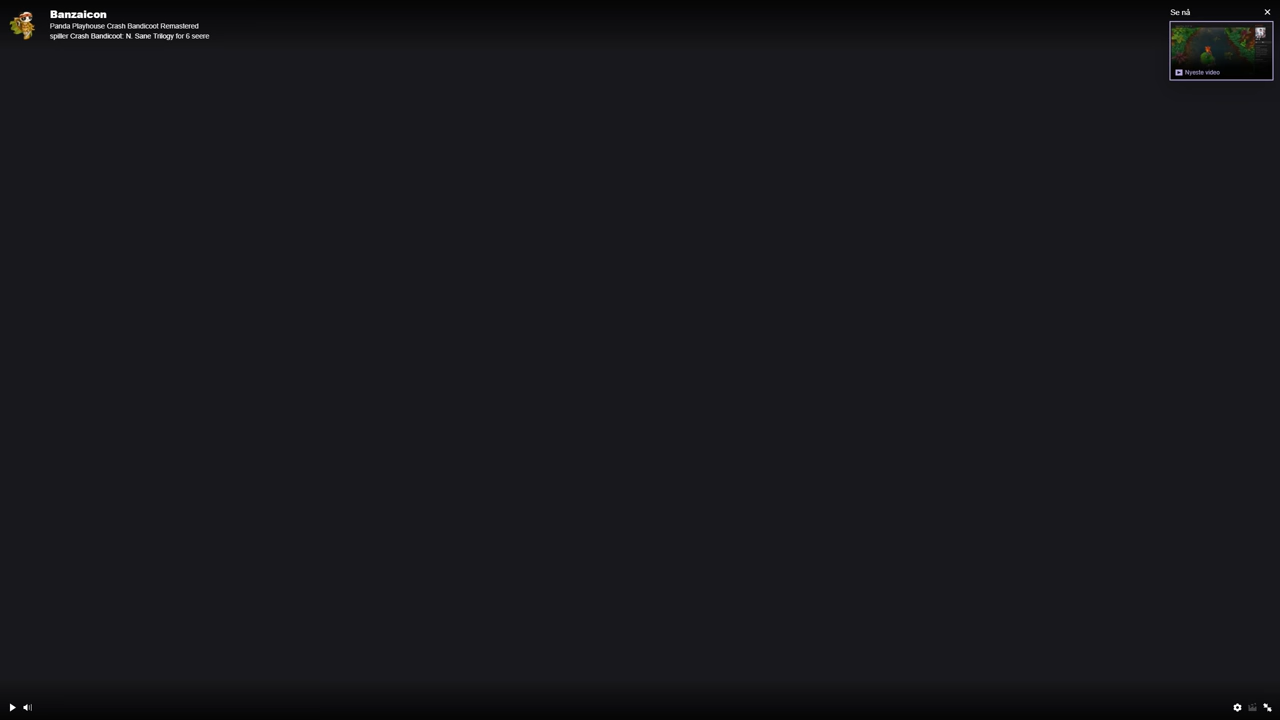 Banzaicon
Panda Playhouse Crash Bandicoot Remastered
spiller Crash Bandicoot: N. Sane Trilogy for 6 seere
Se nå
Nyeste video